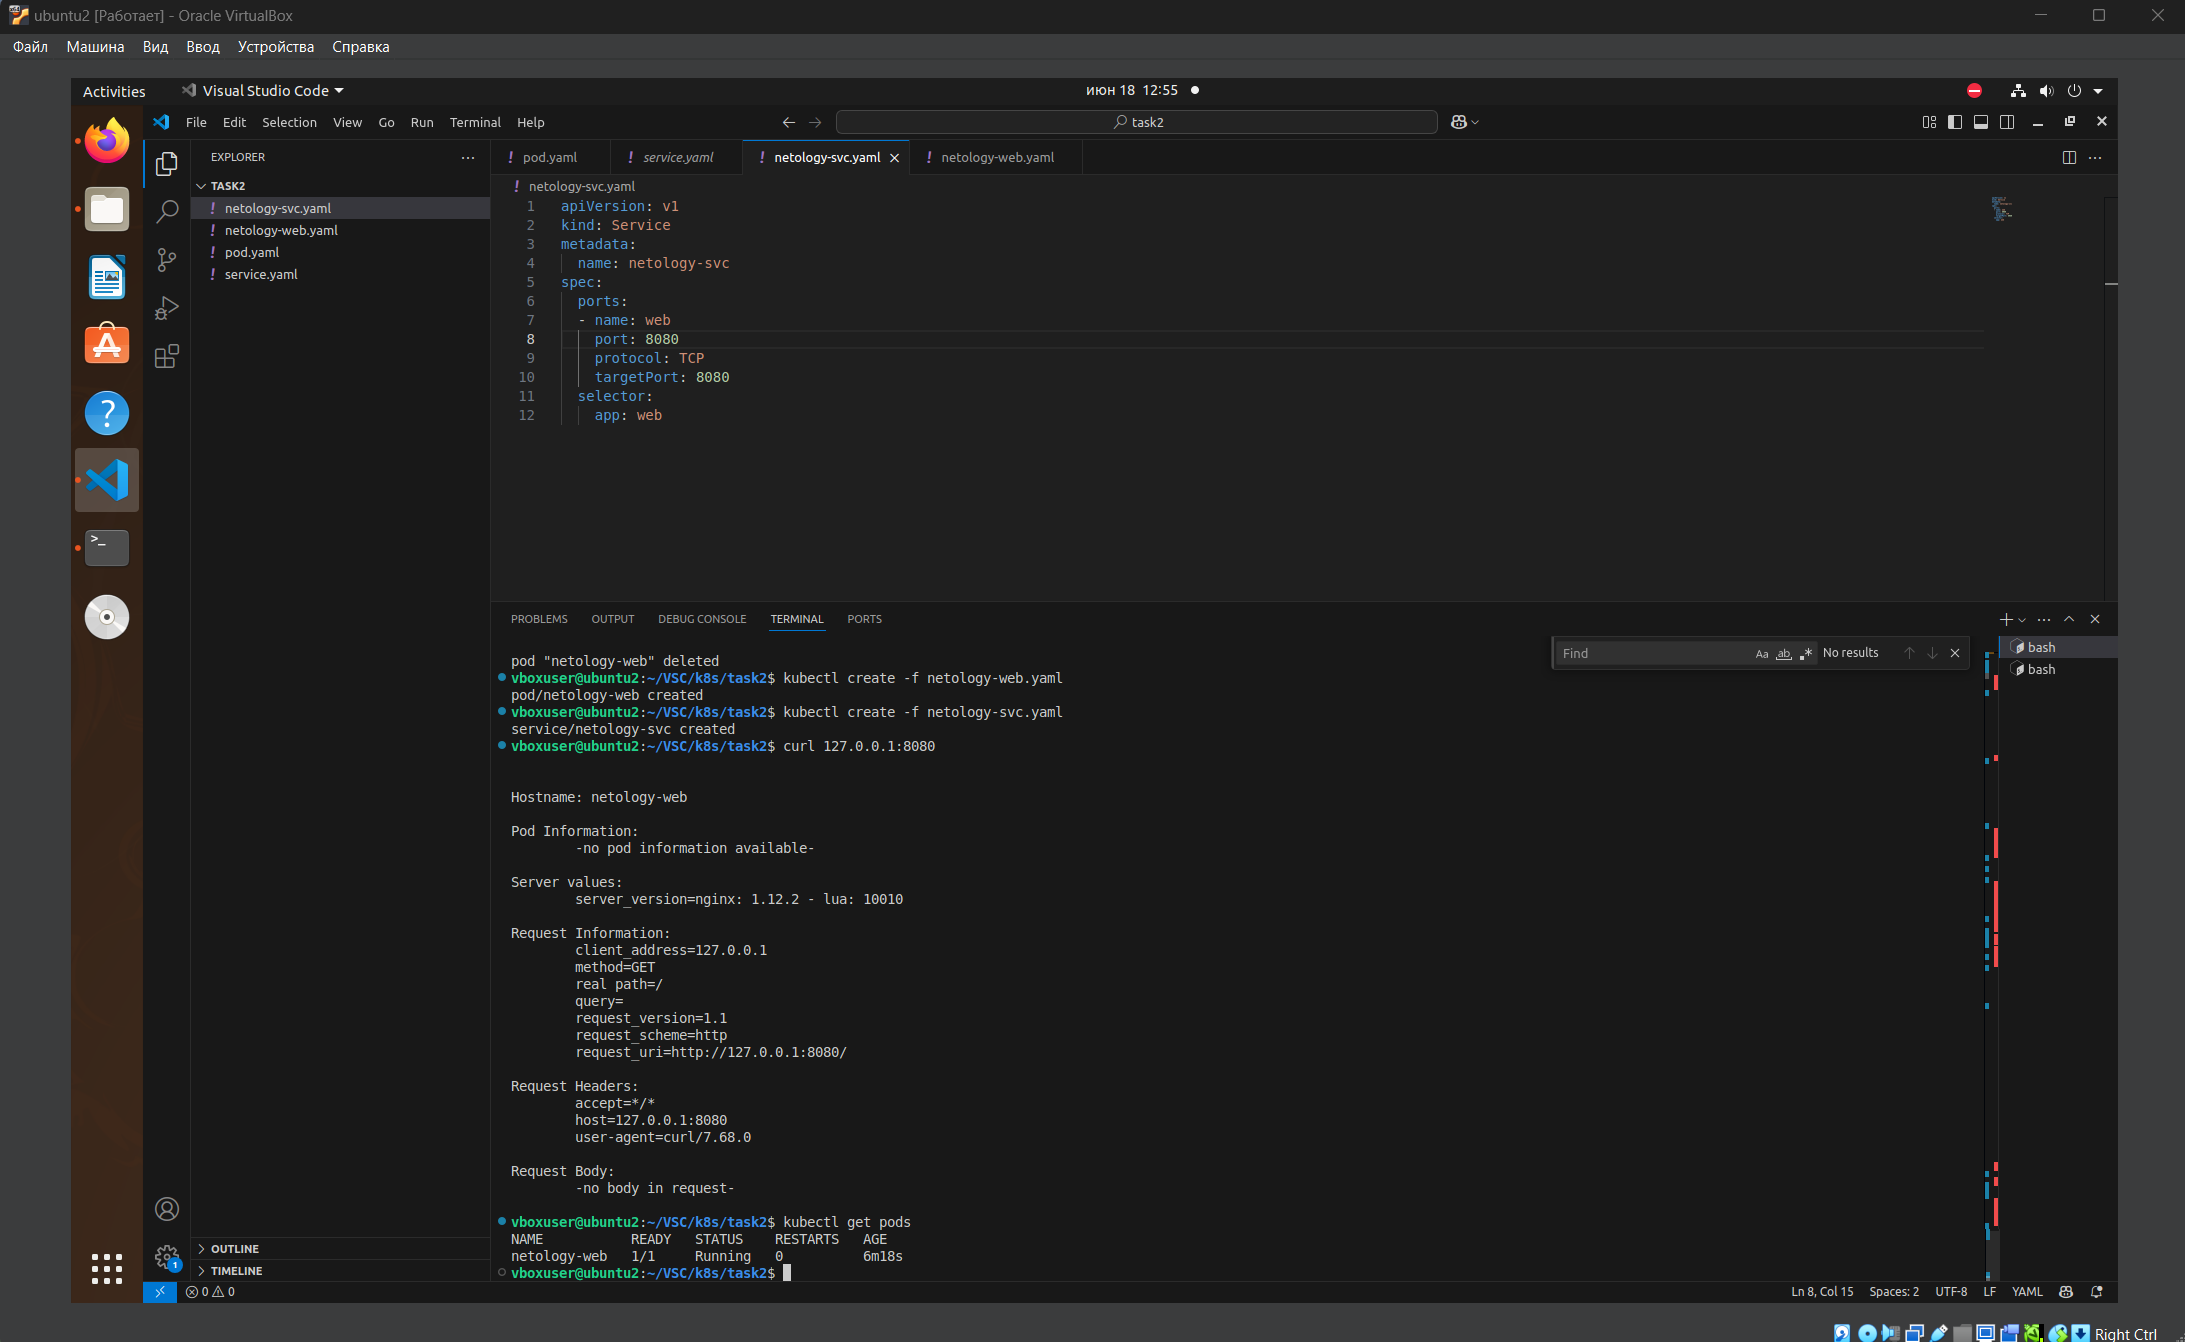 ubuntu2 [Работает] - Oracle VirtualBox
Файл Машина Вид Ввод Устройства Справка
Activities Visual Studio Code июн 18 12:55
File Edit Selection View Go Run Terminal Help task2
EXPLORER
TASK2
! netology-svc.yaml
! netology-web.yaml
! pod.yaml
! service.yaml
OUTLINE
TIMELINE
! pod.yaml ! service.yaml ! netology-svc.yaml ! netology-web.yaml
! netology-svc.yaml
1 apiVersion: v1
2 kind: Service
3 metadata:
4 name: netology-svc
5 spec:
6 ports:
7 - name: web
8 port: 8080
9 protocol: TCP
10 targetPort: 8080
11 selector:
12 app: web
PROBLEMS OUTPUT DEBUG CONSOLE TERMINAL PORTS
Find Aa ab .* No results
bash
bash
pod "netology-web" deleted
vboxuser@ubuntu2:~/VSC/k8s/task2$ kubectl create -f netology-web.yaml
pod/netology-web created
vboxuser@ubuntu2:~/VSC/k8s/task2$ kubectl create -f netology-svc.yaml
service/netology-svc created
vboxuser@ubuntu2:~/VSC/k8s/task2$ curl 127.0.0.1:8080
Hostname: netology-web
Pod Information:
-no pod information available-
Server values:
server_version=nginx: 1.12.2 - lua: 10010
Request Information:
client_address=127.0.0.1
method=GET
real path=/
query=
request_version=1.1
request_scheme=http
request_uri=http://127.0.0.1:8080/
Request Headers:
accept=*/*
host=127.0.0.1:8080
user-agent=curl/7.68.0
Request Body:
-no body in request-
vboxuser@ubuntu2:~/VSC/k8s/task2$ kubectl get pods
NAME READY STATUS RESTARTS AGE
netology-web 1/1 Running 0 6m18s
vboxuser@ubuntu2:~/VSC/k8s/task2$
1
0 0 Ln 8, Col 15 Spaces: 2 UTF-8 LF YAML
Right Ctrl